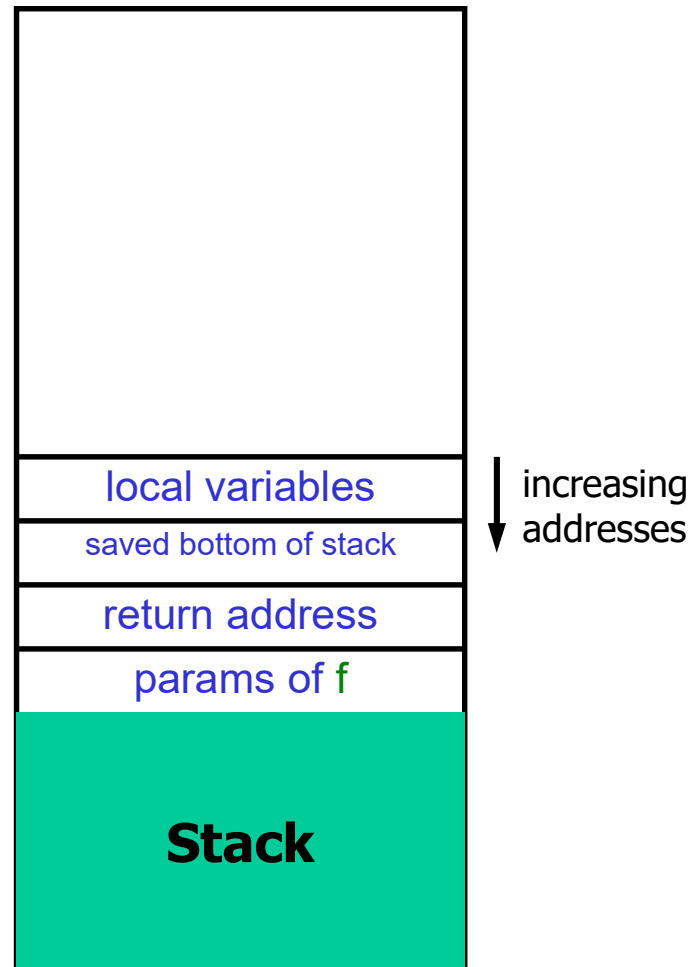 local variables
increasing
addresses
saved bottom of stack
return address
params of f
Stack